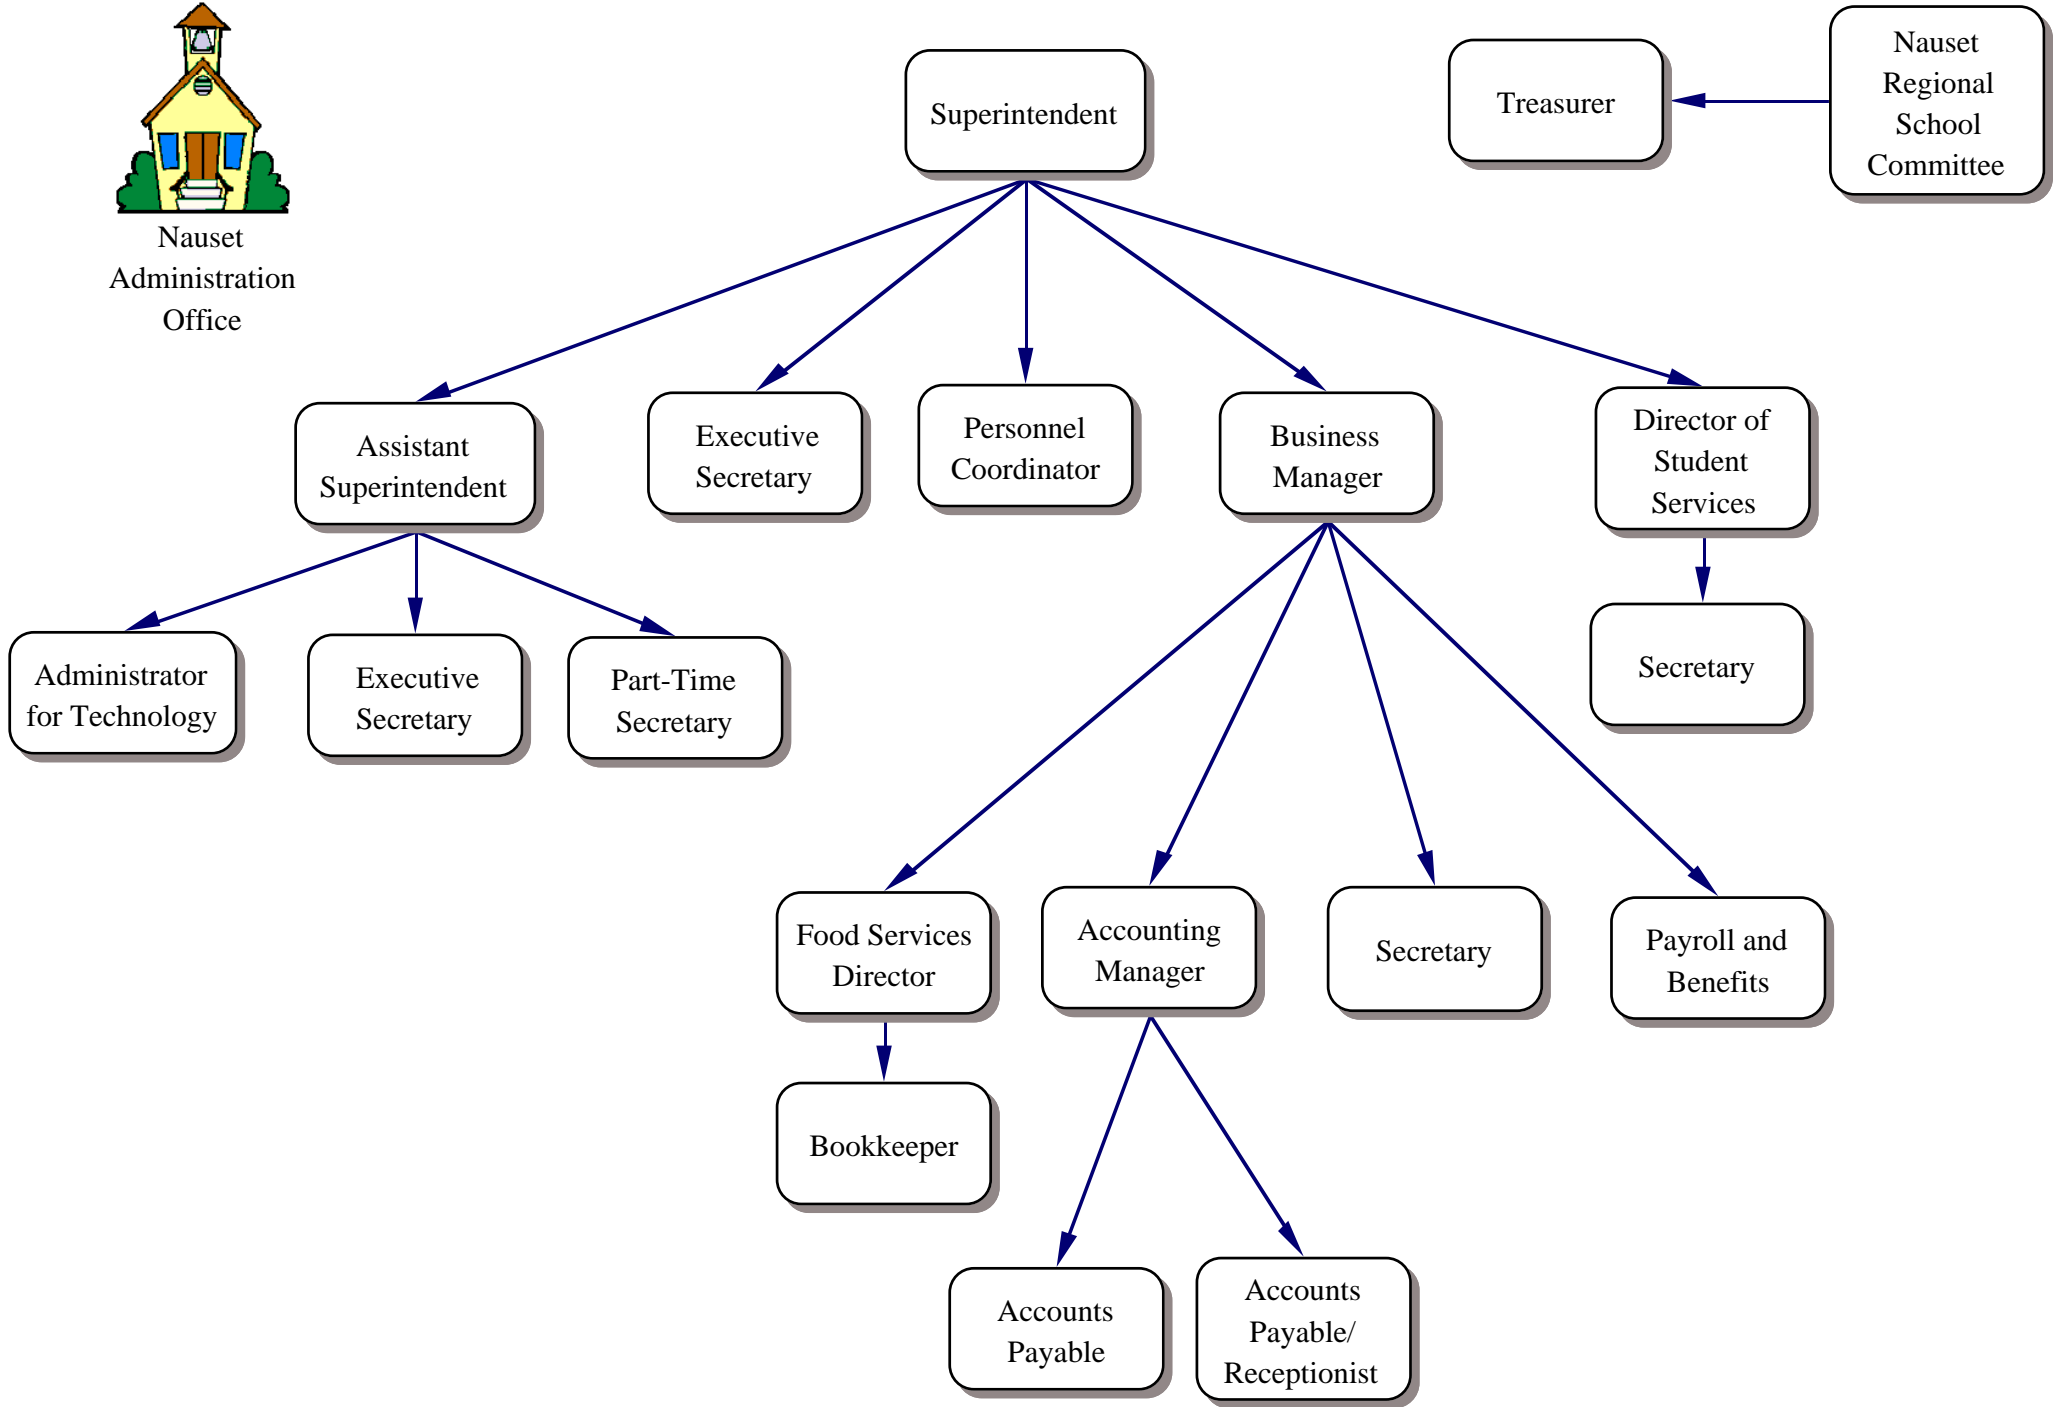 Nauset
Administration
Office
Superintendent
Treasurer
Nauset
Regional
School
Committee
Assistant
Superintendent
Executive
Secretary
Personnel
Coordinator
Business
Manager
Director of
Student
Services
Administrator
for Technology
Executive
Secretary
Part-Time
Secretary
Secretary
Food Services
Director
Accounting
Manager
Secretary
Payroll and
Benefits
Bookkeeper
Accounts
Payable
Accounts
Payable/
Receptionist